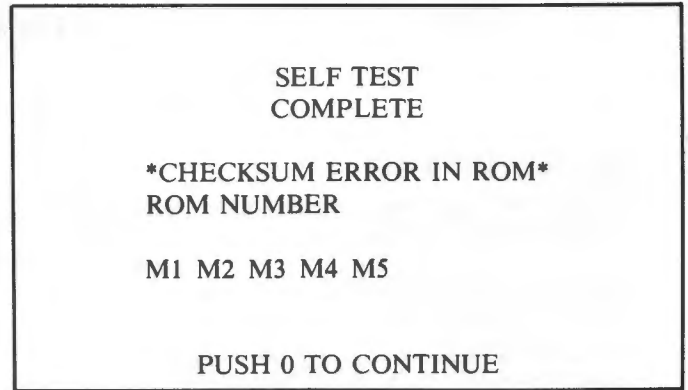 SELF TEST
COMPLETE
*CHECKSUM ERROR IN ROM*
ROM NUMBER
M1 M2 M3 M4 M5
PUSH 0 TO CONTINUE